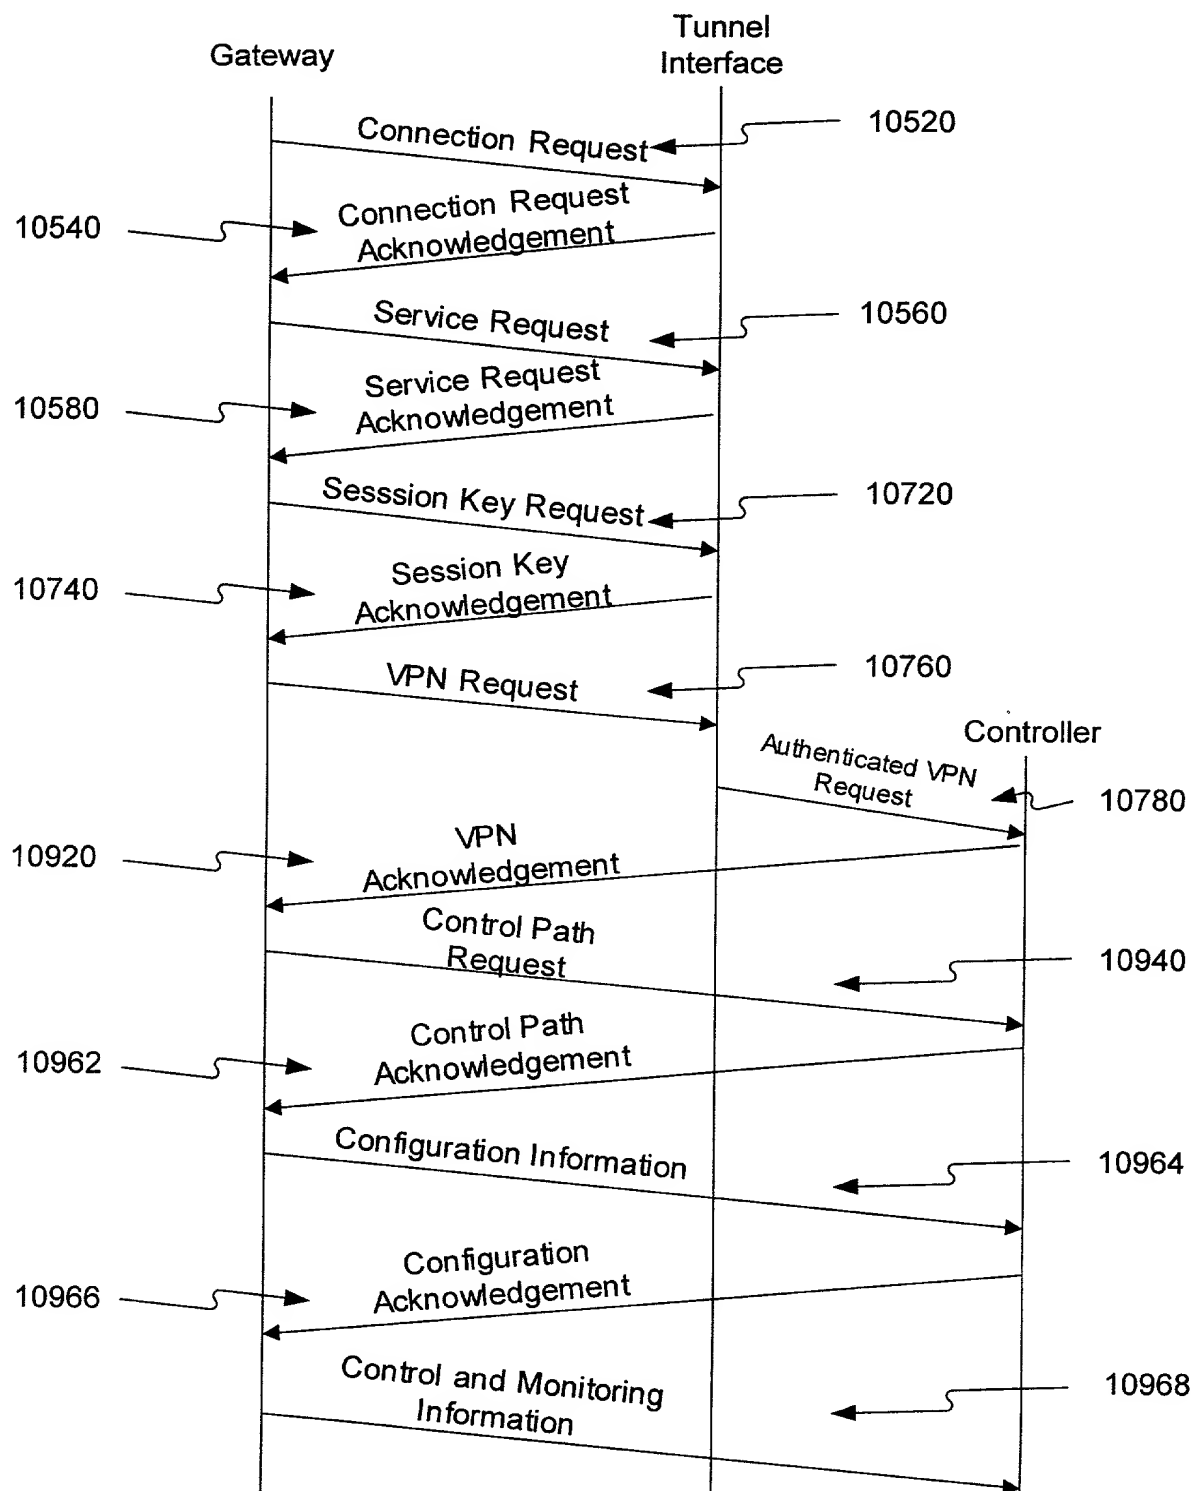 Tunnel
Interface
Gateway
Connection Request
10520
Connection Request
Acknowledgement
10540
Service Request
10560
Service Request
Acknowledgement
10580
Sesssion Key Request
10720
Session Key
Acknowledgement
10740
VPN Request
10760
Controller
Authenticated VPN
Request
10780
VPN
Acknowledgement
10920
Control Path
Request
10940
Control Path
Acknowledgement
10962
Configuration Information
10964
Configuration
Acknowledgement
10966
Control and Monitoring
Information
10968